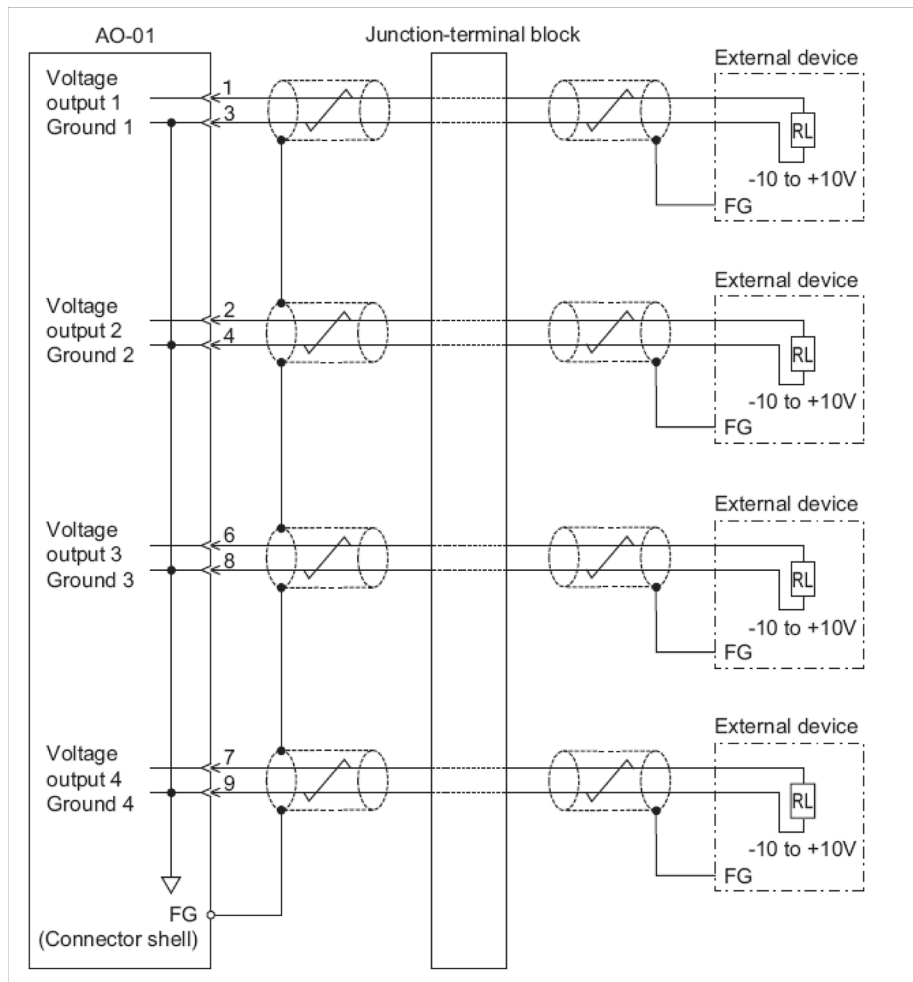 AO-01
Junction-terminal block
External device
Voltage
output 1
Ground 1
1
3
RL
-10 to +10V
FG
External device
Voltage
output 2
Ground 2
2
4
RL
-10 to +10V
FG
External device
Voltage
output 3
Ground 3
6
8
RL
-10 to +10V
FG
External device
Voltage
output 4
Ground 4
7
9
RL
-10 to +10V
FG
FG
(Connector shell)